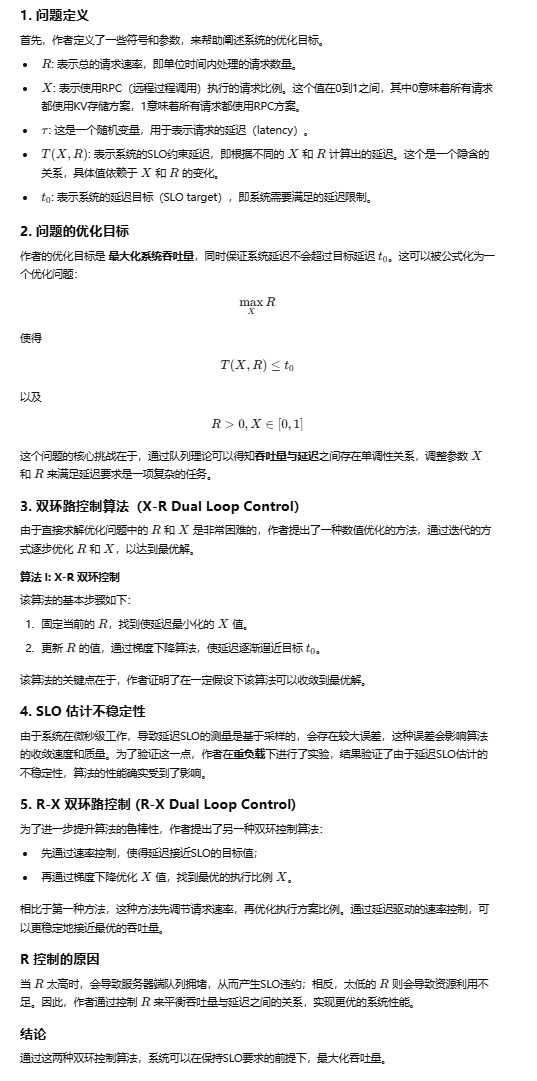 1. 问题定义
首先，作者定义了一些符号和参数，来帮助阐述系统的优化目标。
• R: 表示总的请求速率，即单位时间内处理的请求数量。
• X: 表示使用RPC（远程过程调用）执行的请求比例。这个值在0到1之间，其中0意味着所有请求
都使用KV存储方案，1意味着所有请求都使用RPC方案。
• τ: 这是一个随机变量，用于表示请求的延迟（latency）。
• T(X, R): 表示系统的SLO约束延迟，即根据不同的 X 和 R 计算出的延迟。这个是一个隐含的
关系，具体值依赖于 X 和 R 的变化。
• t₀: 表示系统的延迟目标（SLO target），即系统需要满足的延迟限制。
2. 问题的优化目标
作者的优化目标是 最大化系统吞吐量，同时保证系统延迟不会超过目标延迟 t₀。这可以被公式化为一
个优化问题：
max R
X
使得
T(X, R) ≤ t₀
以及
R > 0, X ∈ [0, 1]
这个问题的核心挑战在于，通过队列理论可以得知吞吐量与延迟之间存在单调性关系，调整参数 X
和 R 来满足延迟要求是一项复杂的任务。
3. 双环路控制算法（X-R Dual Loop Control）
由于直接求解优化问题中的 R 和 X 是非常困难的，作者提出了一种数值优化的方法，通过迭代的方
式逐步优化 R 和 X，以达到最优解。
算法 I: X-R 双环控制
该算法的基本步骤如下：
1. 固定当前的 R，找到使延迟最小化的 X 值。
2. 更新 R 的值，通过梯度下降算法，使延迟逐渐逼近目标 t₀。
该算法的关键点在于，作者证明了在一定假设下该算法可以收敛到最优解。
4. SLO 估计不稳定性
由于系统在微秒级工作，导致延迟SLO的测量是基于采样的，会存在较大误差，这种误差会影响算法
的收敛速度和质量。为了验证这一点，作者在重负载下进行了实验，结果验证了由于延迟SLO估计的
不稳定性，算法的性能确实受到了影响。
5. R-X 双环路控制 (R-X Dual Loop Control)
为了进一步提升算法的鲁棒性，作者提出了另一种双环控制算法：
• 先通过速率控制，使得延迟接近SLO的目标值；
• 再通过梯度下降优化 X 值，找到最优的执行比例 X。
相比于第一种方法，这种方法先调节请求速率，再优化执行方案比例。通过延迟驱动的速率控制，可
以更稳定地接近最优的吞吐量。
R 控制的原因
当 R 太高时，会导致服务器端队列拥堵，从而产生SLO违约；相反，太低的 R 则会导致资源利用不
足。因此，作者通过控制 R 来平衡吞吐量与延迟之间的关系，实现更优的系统性能。
结论
通过这两种双环控制算法，系统可以在保持SLO要求的前提下，最大化吞吐量。